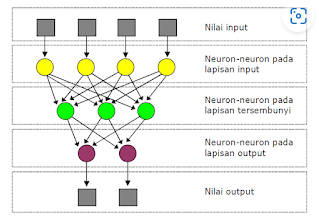 Nilai input
Neuron-neuron pada
lapisan input
Neuron-neuron pada
lapisan tersembunyi
Neuron-neuron pada
lapisan output
Nilai output